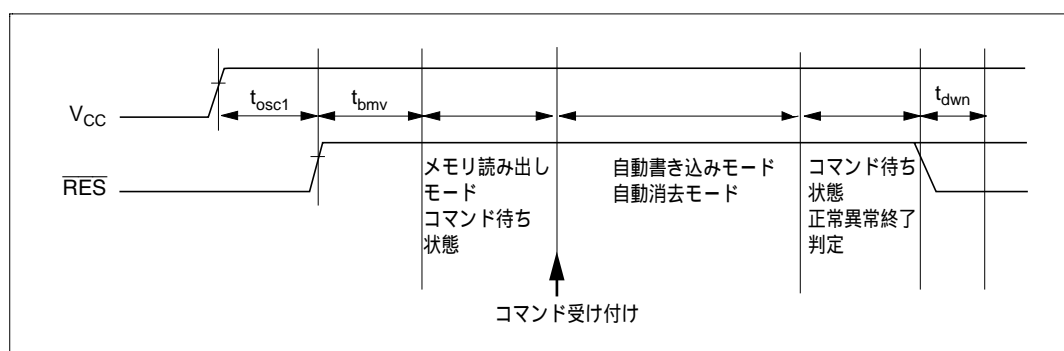 tosc1
tbmv
tdwn
VCC
RES
メモリ読み出し
モード
コマンド待ち
状態
自動書き込みモード
自動消去モード
コマンド待ち
状態
正常異常終了
判定
コマンド受け付け